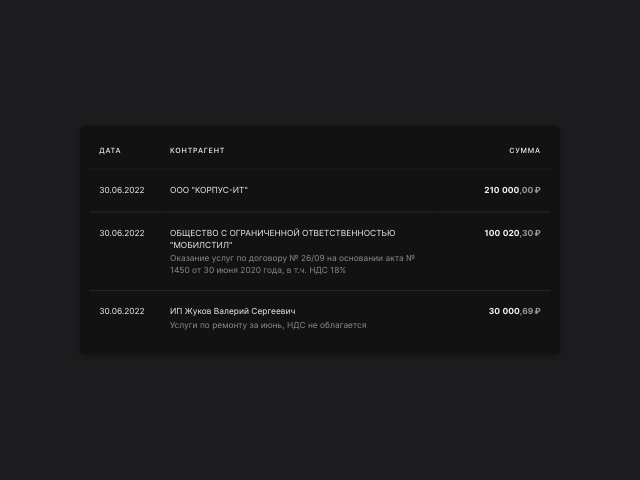 ДАТА КОНТРАГЕНТ СУММА
30.06.2022 ООО "КОРПУС-ИТ" 210 000,00 ₽
30.06.2022 ОБЩЕСТВО С ОГРАНИЧЕННОЙ ОТВЕТСТВЕННОСТЬЮ 100 020,30 ₽
"МОБИЛСТИЛ"
Оказание услуг по договору № 26/09 на основании акта №
1450 от 30 июня 2020 года, в т.ч. НДС 18%
30.06.2022 ИП Жуков Валерий Сергеевич 30 000,69 ₽
Услуги по ремонту за июнь, НДС не облагается